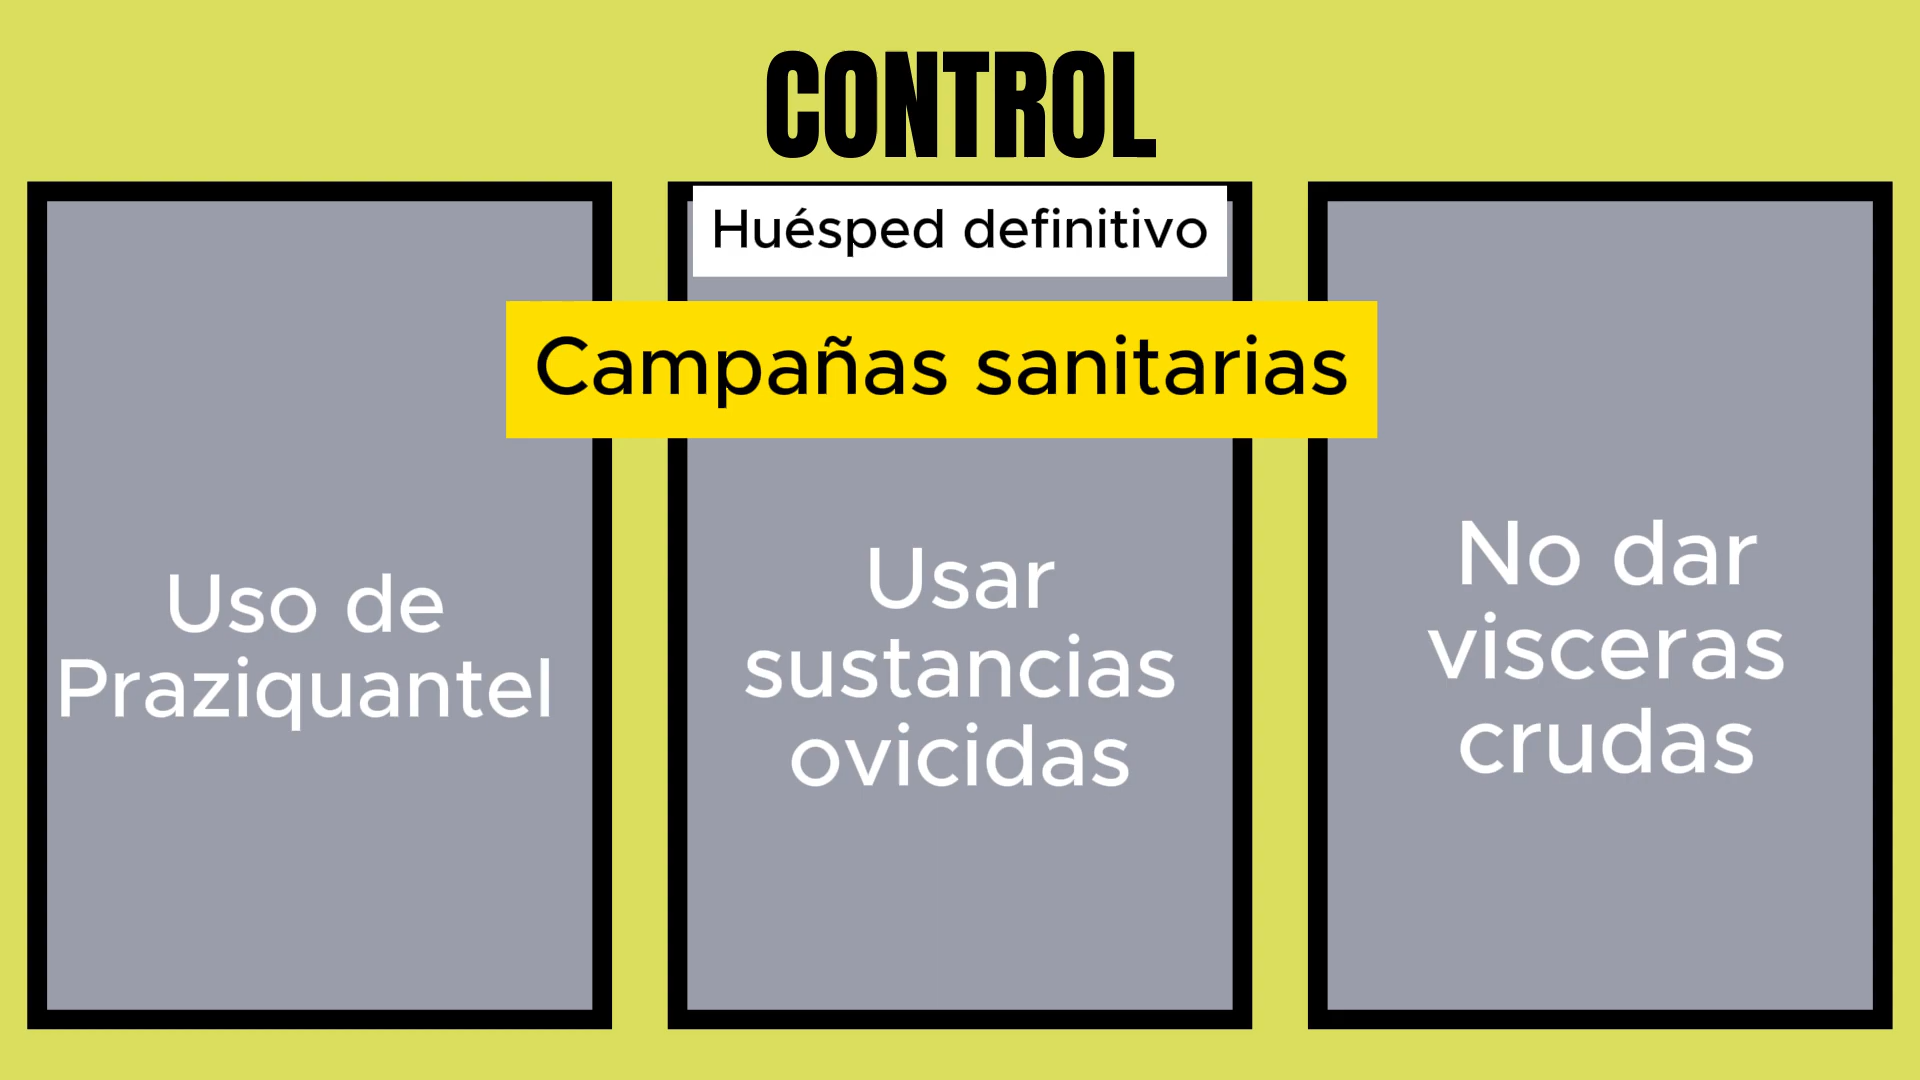 CONTROL
Huésped definitivo
Campañas sanitarias
Uso de
Praziquantel
Usar
sustancias
ovicidas
No dar
visceras
crudas